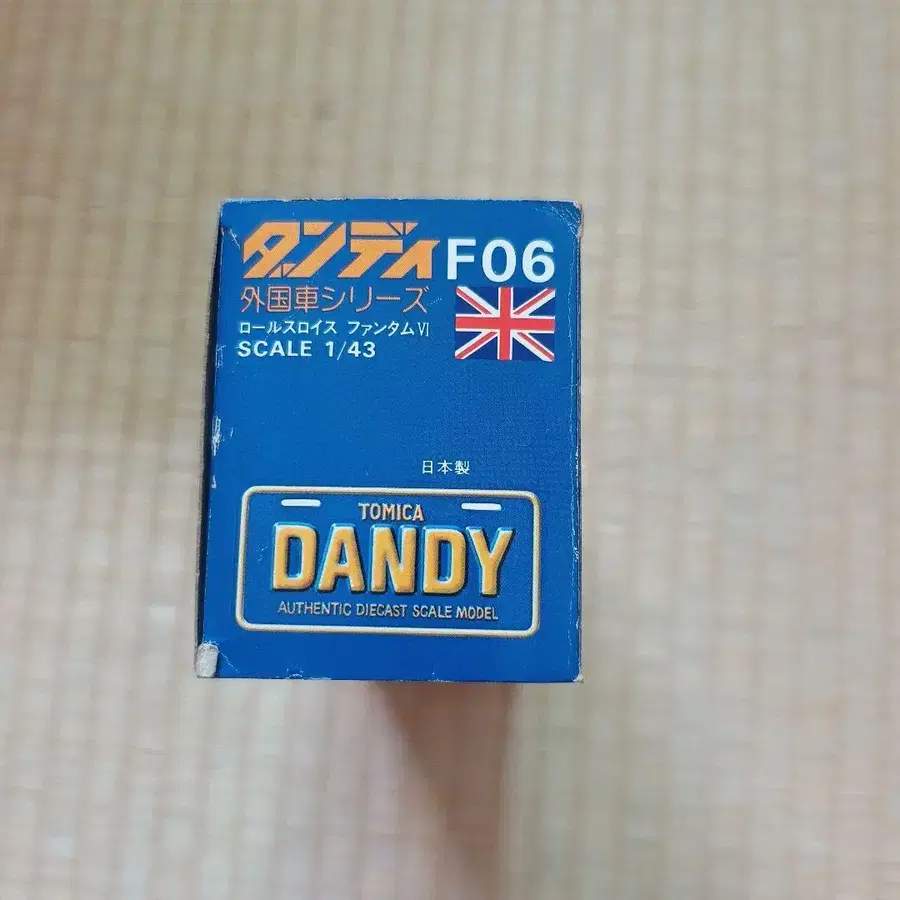 ダンディ F06
外国車シリーズ
ロールスロイス ファンタムⅥ
SCALE 1/43
日本製
TOMICA
DANDY
AUTHENTIC DIECAST SCALE MODEL